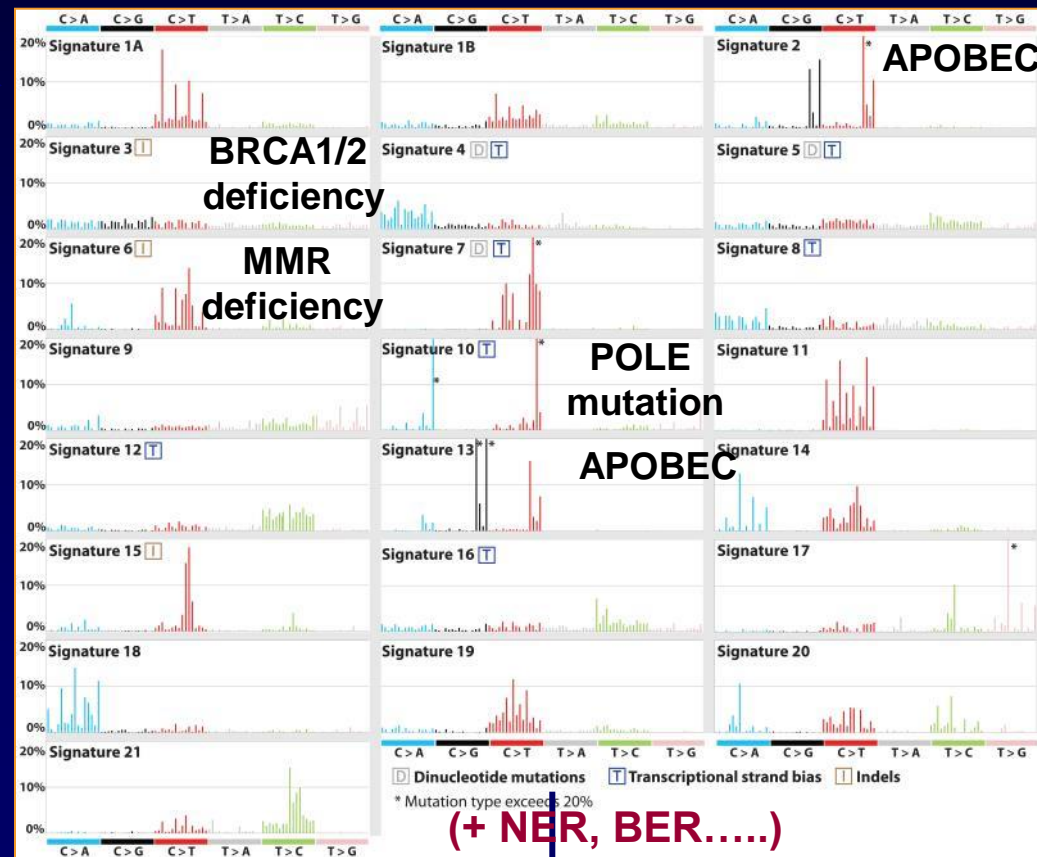 C>A C>G C>T T>A T>C T>G C>A C>G C>T T>A T>C T>G C>A C>G C>T T>A T>C T>G
20% Signature 1A Signature 1B Signature 2 * APOBEC
10%
0%
20% Signature 3 I BRCA1/2 deficiency Signature 4 D T Signature 5 D T
10%
0%
20% Signature 6 I MMR deficiency Signature 7 D T * Signature 8 T
10%
0%
20% Signature 9 Signature 10 T * * POLE mutation Signature 11
10%
0%
20% Signature 12 T Signature 13 * * APOBEC Signature 14
10%
0%
20% Signature 15 I Signature 16 T Signature 17 *
10%
0%
20% Signature 18 Signature 19 Signature 20
10%
0%
C>A C>G C>T T>A T>C T>G C>A C>G C>T T>A T>C T>G
20% Signature 21
10%
0%
C>A C>G C>T T>A T>C T>G
D Dinucleotide mutations T Transcriptional strand bias I Indels
* Mutation type exceeds 20%
(+ NER, BER.....)